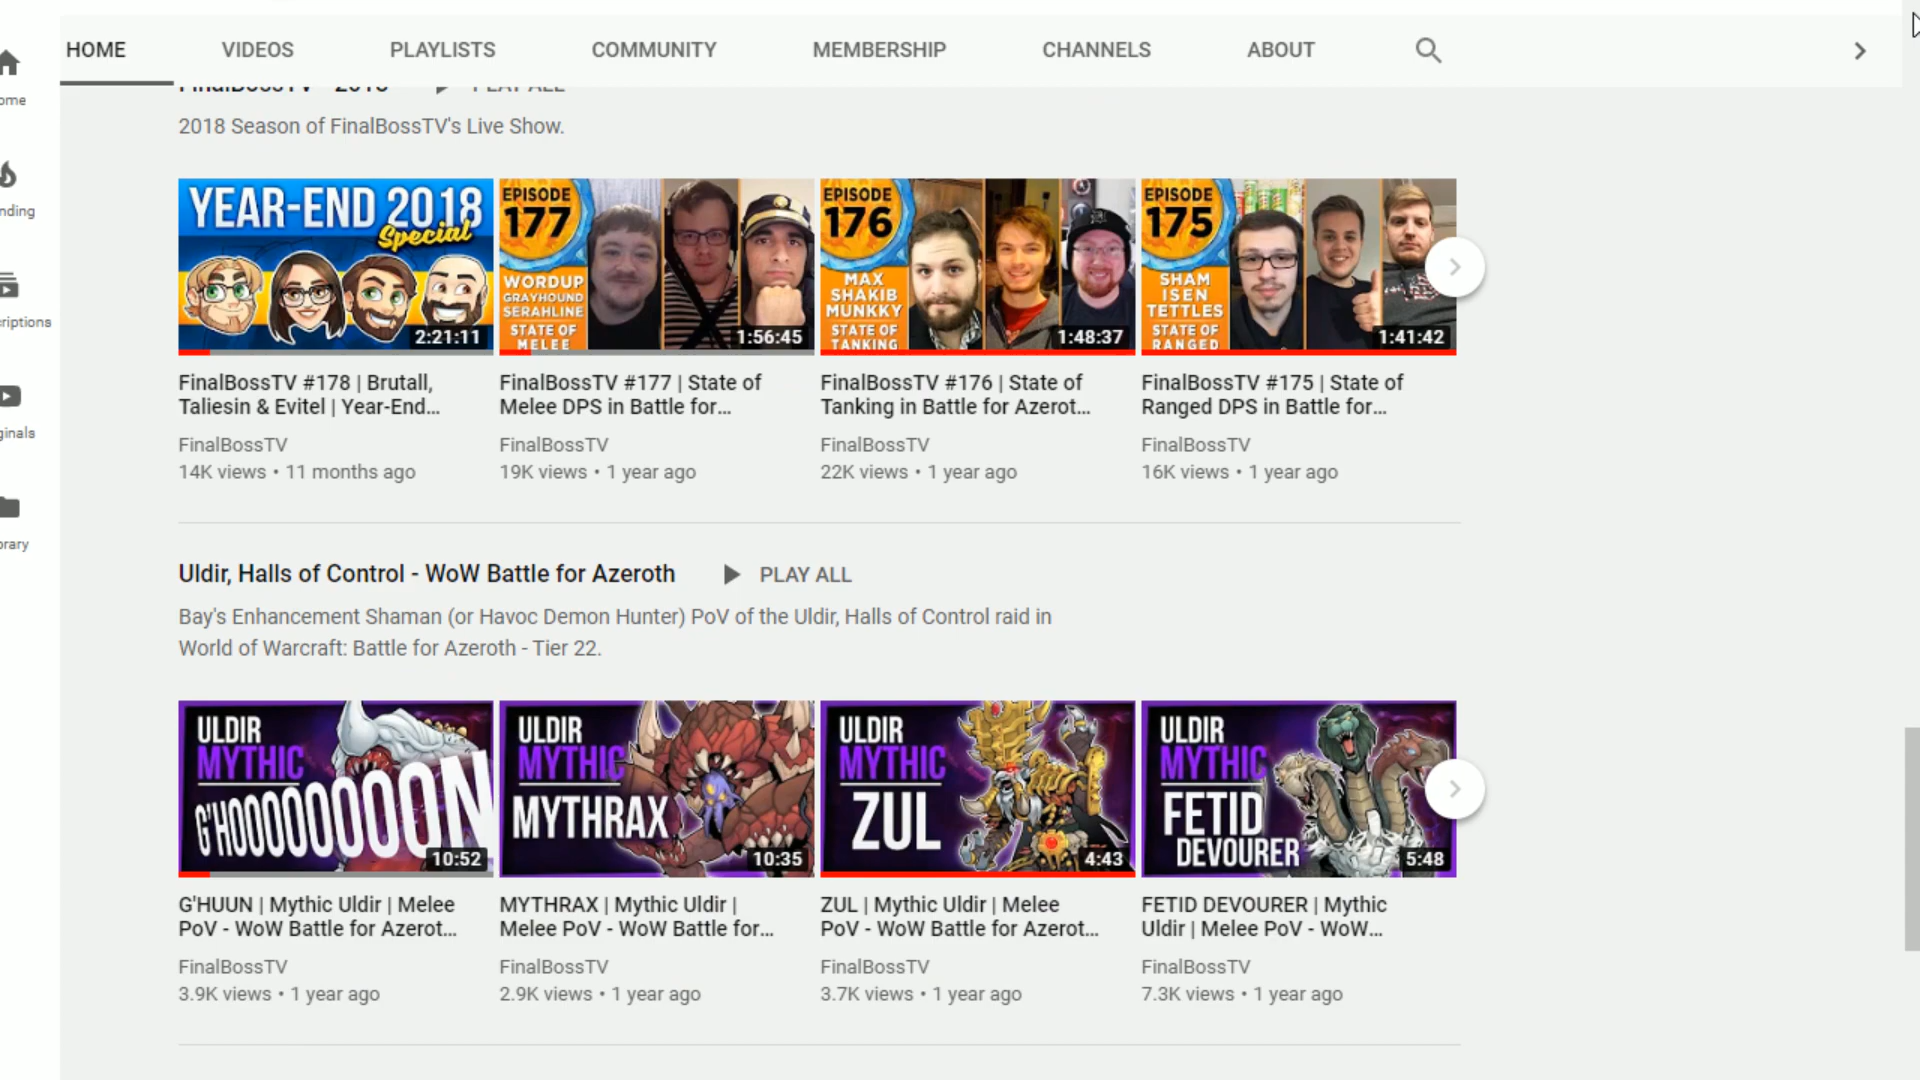 HOME VIDEOS PLAYLISTS COMMUNITY MEMBERSHIP CHANNELS ABOUT
FinalBossTV - 2018 PLAY ALL
2018 Season of FinalBossTV's Live Show.
ome
nding
criptions
ginals
brary
YEAR-END 2018
Special
2:21:11
EPISODE
177
WORDUP
GRAYHOUND
SERAHLINE
STATE OF
MELEE
1:56:45
EPISODE
176
MAX
SHAKIB
MUNKKY
STATE OF
TANKING
1:48:37
EPISODE
175
SHAM
ISEN
TETTLES
STATE OF
RANGED
1:41:42
FinalBossTV #178 | Brutall,
Taliesin & Evitel | Year-End...
FinalBossTV
14K views • 11 months ago
FinalBossTV #177 | State of
Melee DPS in Battle for...
FinalBossTV
19K views • 1 year ago
FinalBossTV #176 | State of
Tanking in Battle for Azerot...
FinalBossTV
22K views • 1 year ago
FinalBossTV #175 | State of
Ranged DPS in Battle for...
FinalBossTV
16K views • 1 year ago
Uldir, Halls of Control - WoW Battle for Azeroth PLAY ALL
Bay's Enhancement Shaman (or Havoc Demon Hunter) PoV of the Uldir, Halls of Control raid in
World of Warcraft: Battle for Azeroth - Tier 22.
ULDIR
MYTHIC
G'HOOOOOOOON
10:52
ULDIR
MYTHIC
MYTHRAX
10:35
ULDIR
MYTHIC
ZUL
4:43
ULDIR
MYTHIC
FETID
DEVOURER
5:48
G'HUUN | Mythic Uldir | Melee
PoV - WoW Battle for Azerot...
FinalBossTV
3.9K views • 1 year ago
MYTHRAX | Mythic Uldir |
Melee PoV - WoW Battle for...
FinalBossTV
2.9K views • 1 year ago
ZUL | Mythic Uldir | Melee
PoV - WoW Battle for Azerot...
FinalBossTV
3.7K views • 1 year ago
FETID DEVOURER | Mythic
Uldir | Melee PoV - WoW...
FinalBossTV
7.3K views • 1 year ago